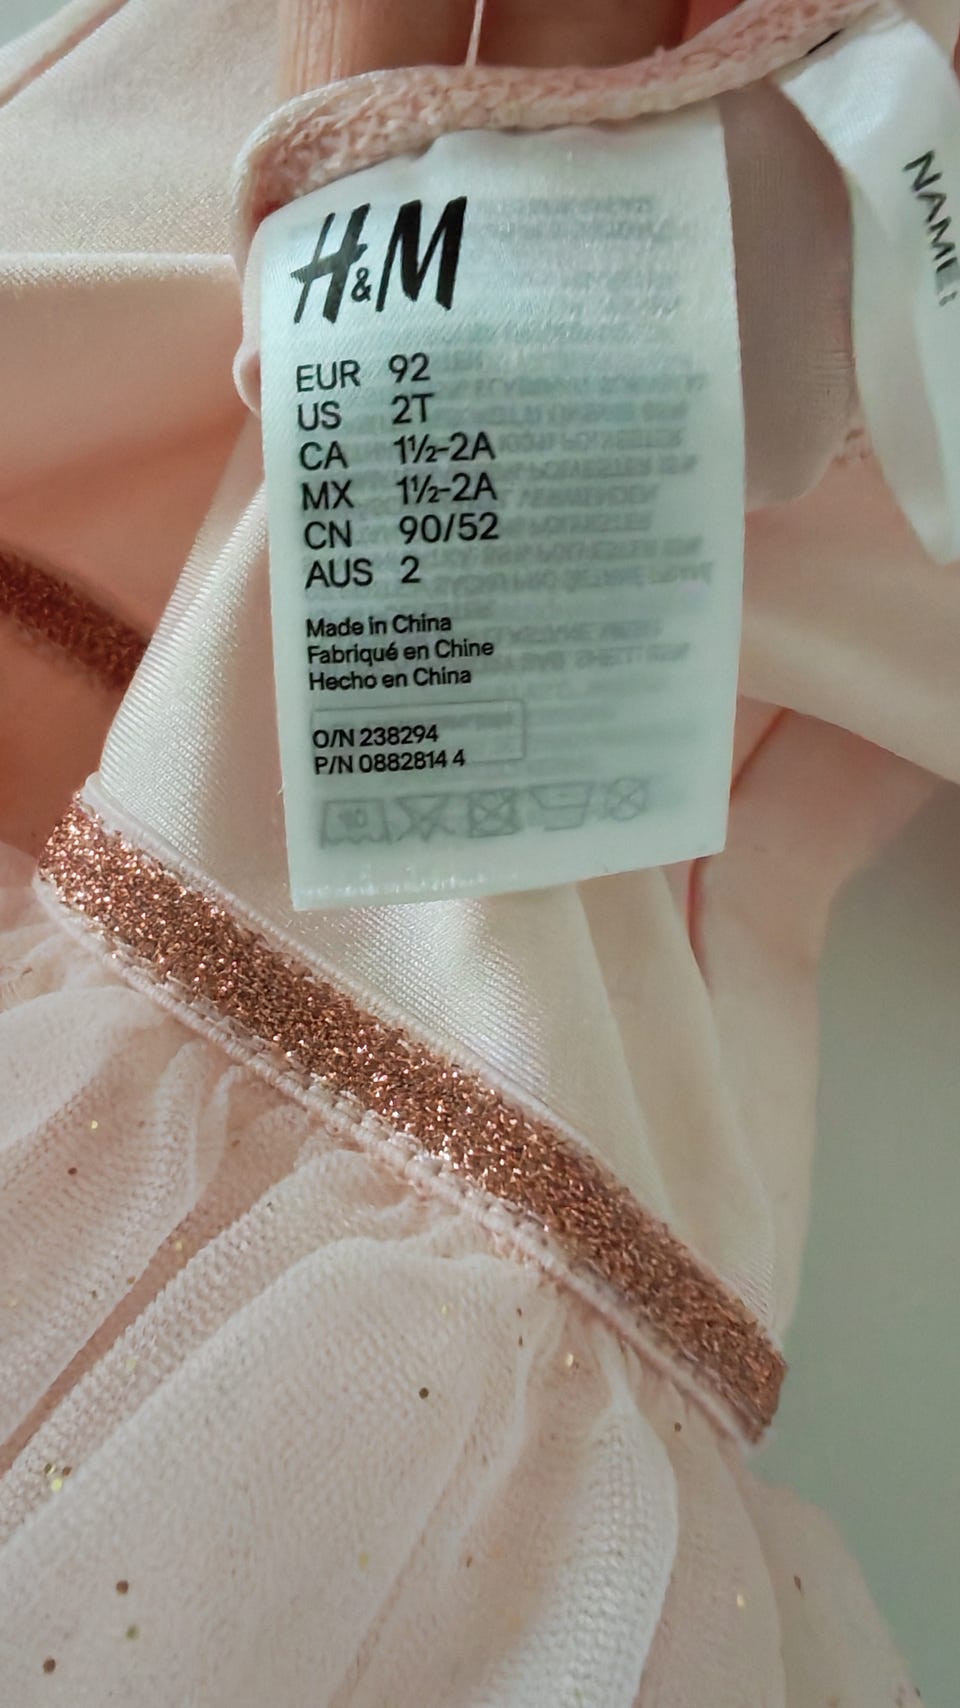 H&M
EUR 92
US 2T
CA 1½-2A
MX 1½-2A
CN 90/52
AUS 2
Made in China
Fabriqué en Chine
Hecho en China
O/N 238294
P/N 0882814 4
NAME: